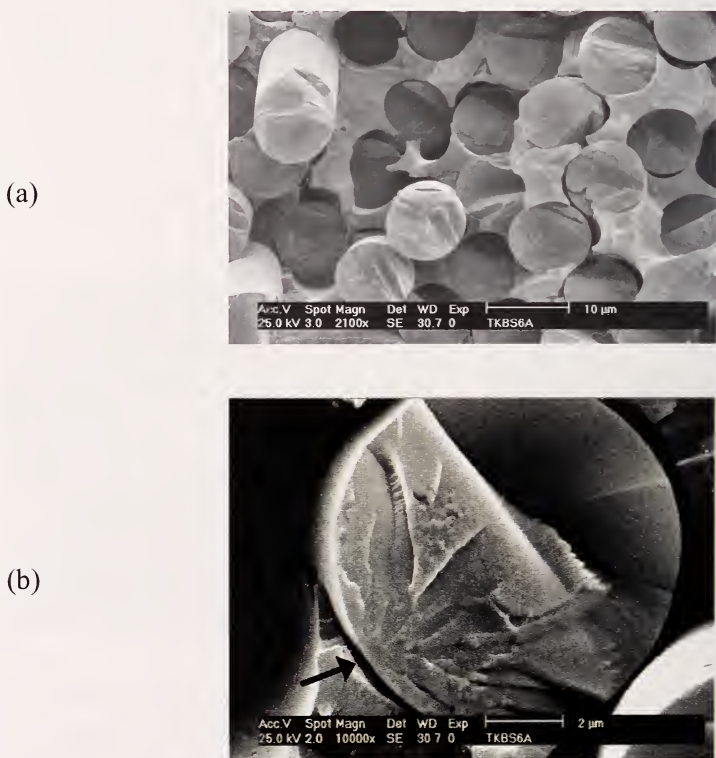 (a)
Acc.V Spot Magn Det WD Exp 10 µm
25.0 kV 3.0 2100x SE 30.7 0 TKBS6A
(b)
Acc.V Spot Magn Det WD Exp 2 µm
25.0 kV 2.0 10000x SE 30 7 0 TKBS6A